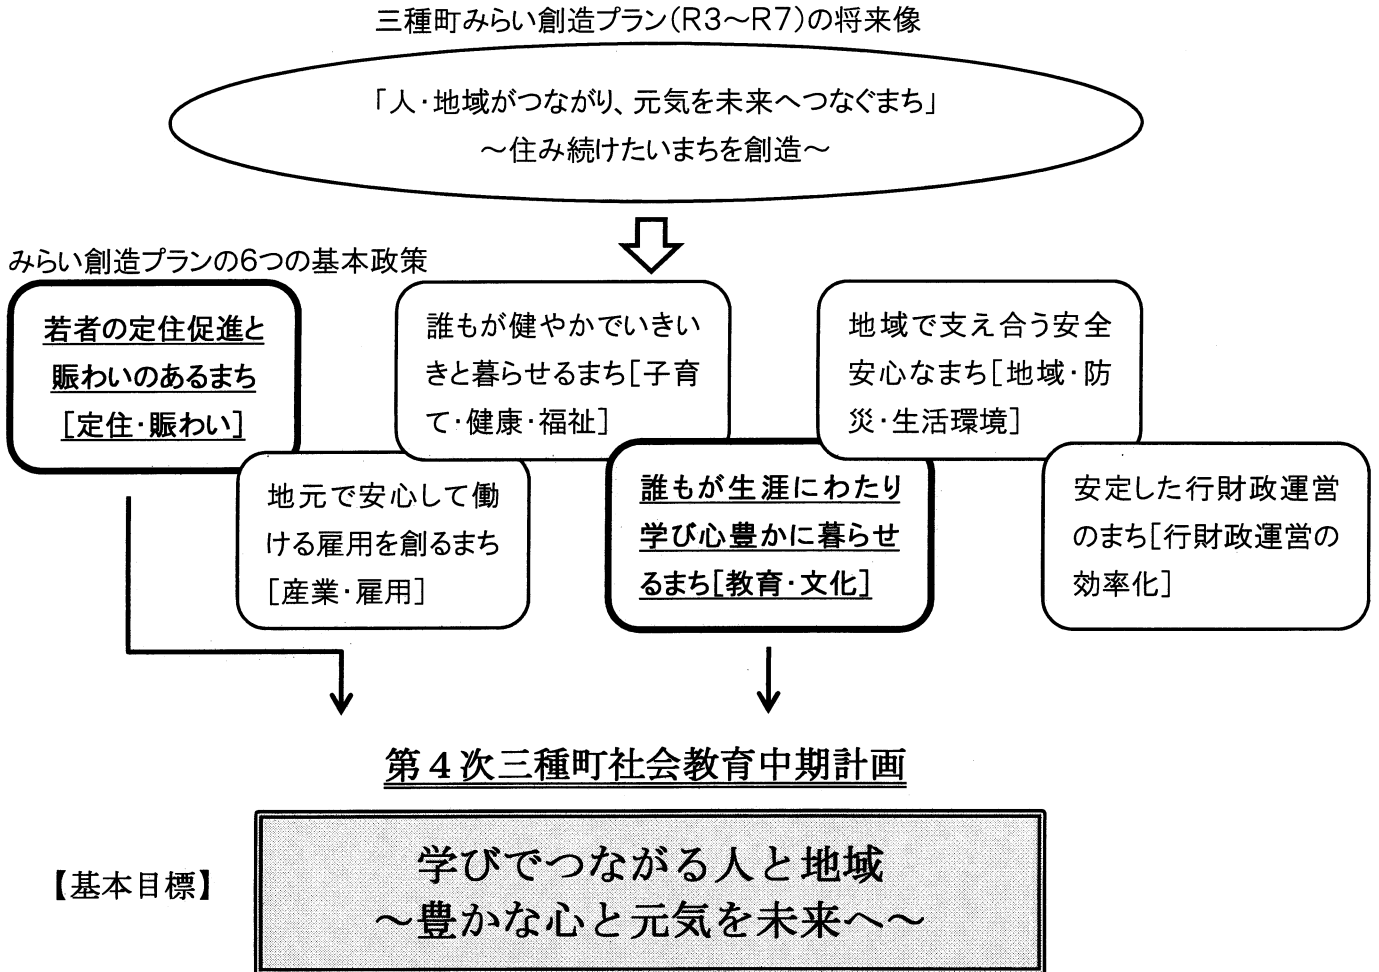 三種町みらい創造プラン(R3～R7)の将来像
「人・地域がつながり、元気を未来へつなぐまち」
～住み続けたいまちを創造～
みらい創造プランの6つの基本政策
若者の定住促進と
賑わいのあるまち
[定住・賑わい]
地元で安心して働
ける雇用を創るまち
[産業・雇用]
誰もが健やかでいきい
きと暮らせるまち[子育
て・健康・福祉]
誰もが生涯にわたり
学び心豊かに暮らせ
るまち[教育・文化]
地域で支え合う安全
安心なまち[地域・防
災・生活環境]
安定した行財政運営
のまち[行財政運営の
効率化]
第4次三種町社会教育中期計画
【基本目標】
学びでつながる人と地域
～豊かな心と元気を未来へ～